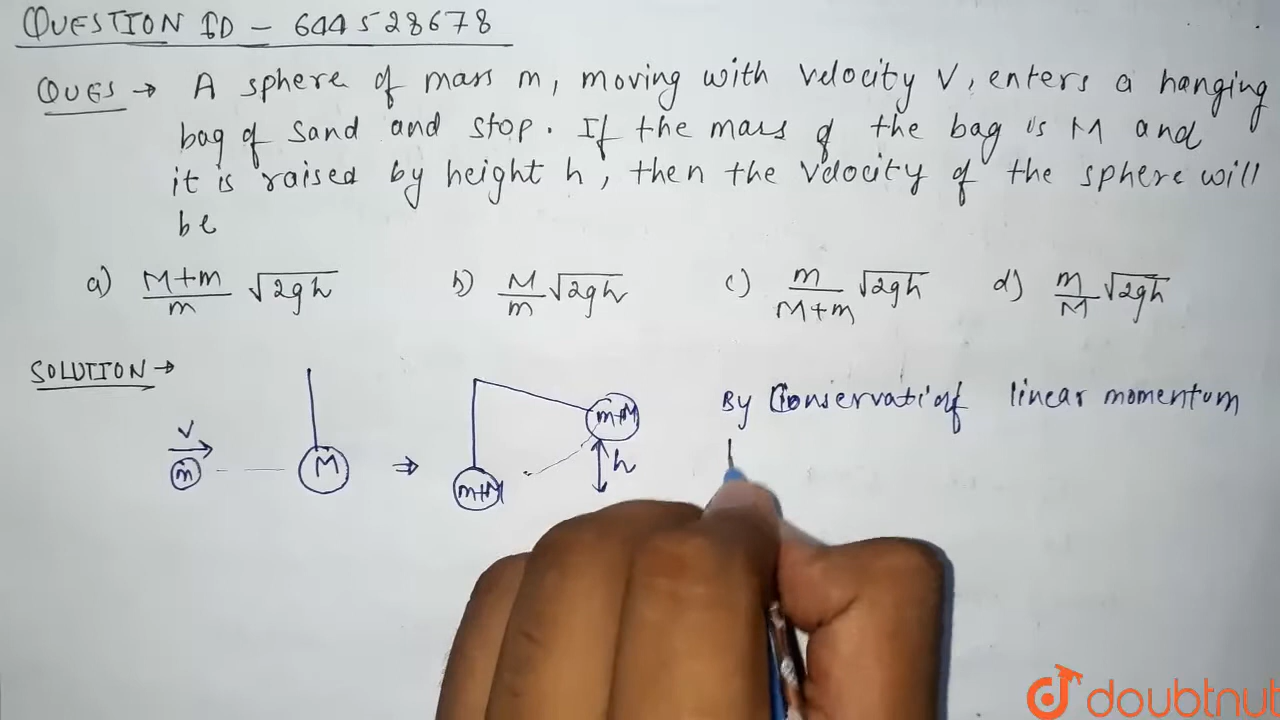 QUESTION ID - 644528678
QUES → A sphere of mass m, moving with velocity V, enters a hanging
bag of sand and stop. If the mass of the bag is M and
it is raised by height h, then the velocity of the sphere will
be
a) M+m/m √2gh b) M/m √2gh c) m/M+m √2gh d) m/M √2gh
SOLUTION →
By Conservation of linear momentum
V
m
M
⇒
m+M
m+M
h
doubtnut